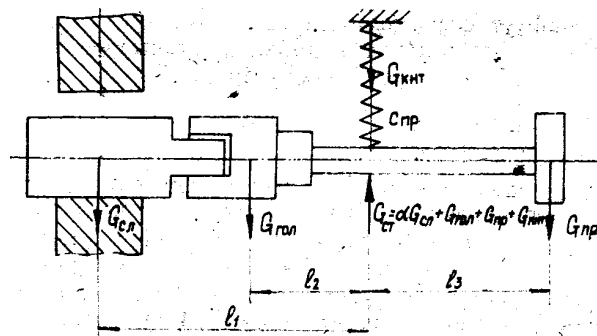 Gкнт
cпр
Gсл
Gгол
Gст=αGсл+Gгол+Gпр+Gкнт
Gпр
l₂
l₃
l₁